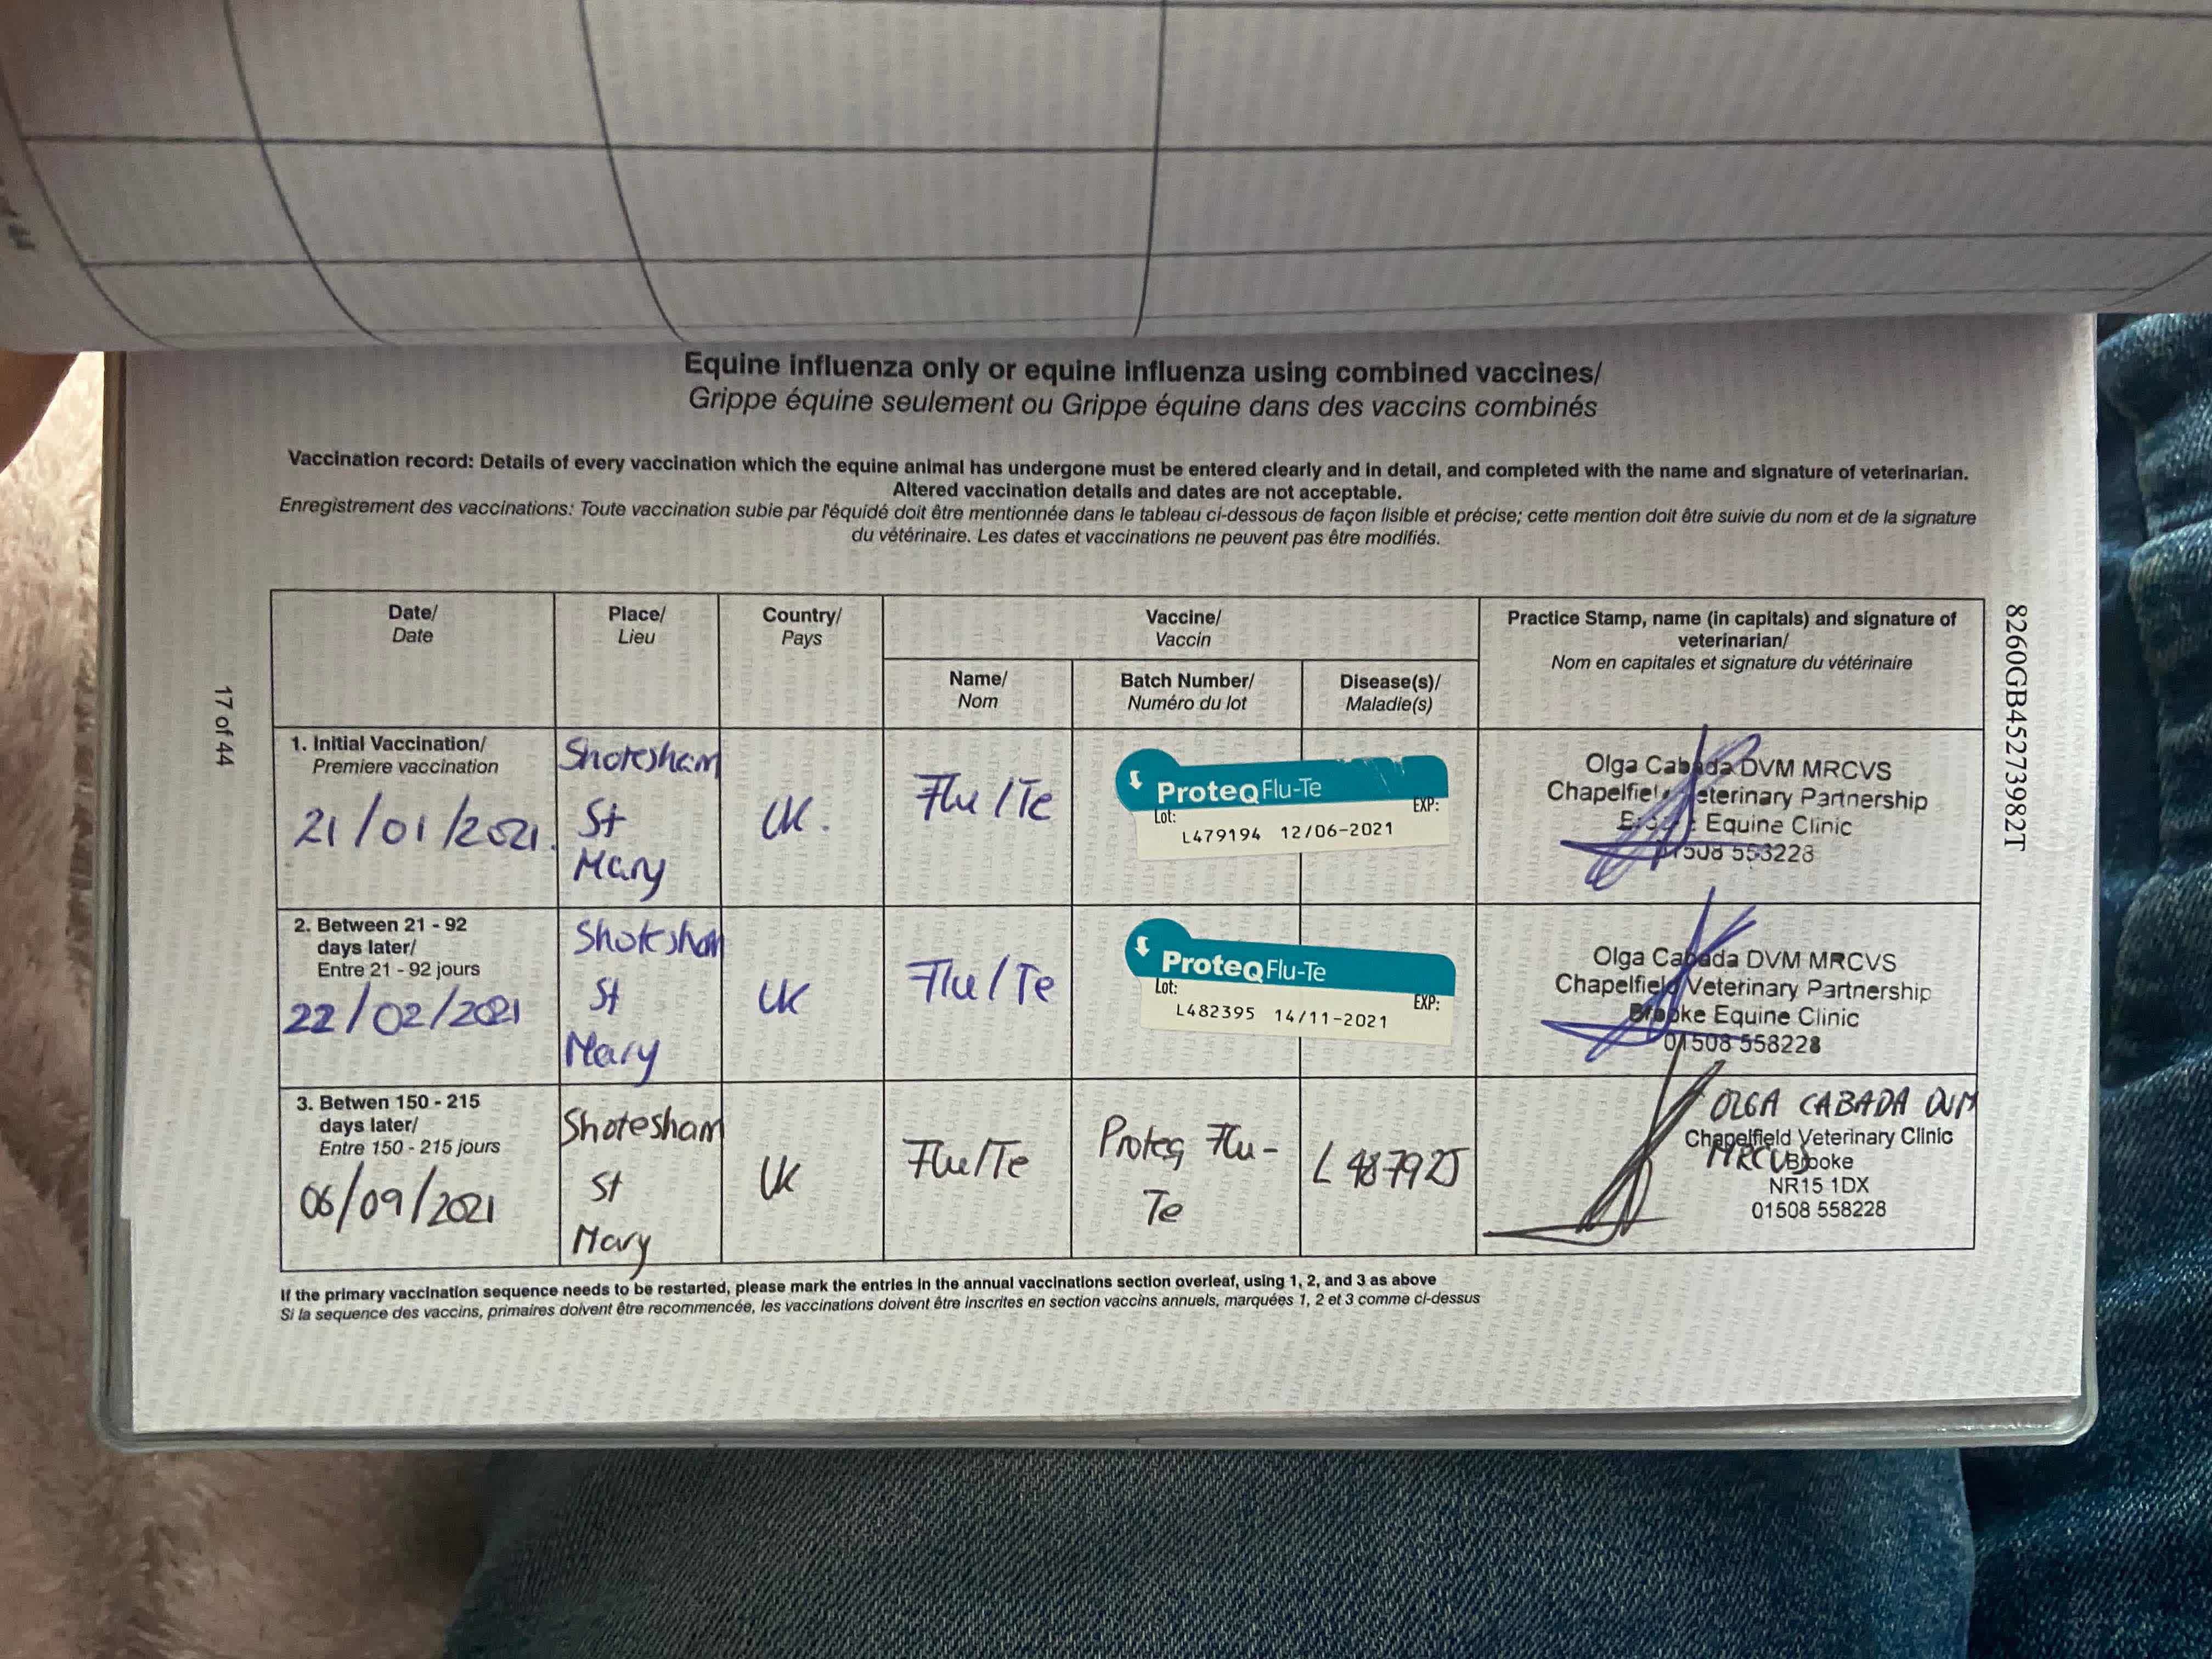 Equine influenza only or equine influenza using combined vaccines/
Grippe équine seulement ou Grippe équine dans des vaccins combinés
Vaccination record: Details of every vaccination which the equine animal has undergone must be entered clearly and in detail, and completed with the name and signature of veterinarian.
Altered vaccination details and dates are not acceptable.
Enregistrement des vaccinations: Toute vaccination subie par l'équidé doit être mentionnée dans le tableau ci-dessous de façon lisible et précise; cette mention doit être suivie du nom et de la signature
du vétérinaire. Les dates et vaccinations ne peuvent pas être modifiés.
Date/
Date
Place/
Lieu
Country/
Pays
Vaccine/
Vaccin
Practice Stamp, name (in capitals) and signature of
veterinarian/
Nom en capitales et signature du vétérinaire
Name/
Nom
Batch Number/
Numéro du lot
Disease(s)/
Maladie(s)
1. Initial Vaccination/
Premiere vaccination
21/01/2021.
Shotesham
St
Mary
UK.
Flu/Te
ProteqFlu-Te
Lot: EXP:
L479194 12/06-2021
Olga Cabada DVM MRCVS
Chapelfield Veterinary Partnership
Equine Clinic
2. Between 21 - 92
days later/
Entre 21 - 92 jours
22/02/2021
Shotesham
St
Mary
UK
Flu/Te
ProteqFlu-Te
Lot: EXP:
L482395 14/11-2021
Olga Cabada DVM MRCVS
Chapelfield Veterinary Partnership
Brooke Equine Clinic
01508 558228
3. Betwen 150 - 215
days later/
Entre 150 - 215 jours
06/09/2021
Shotesham
St
Mary
UK
Flu/Te
Proteq Flu-
Te
OLGA CABADA DVM
MRCVS
Chapelfield Veterinary Clinic
Brooke
NR15 1DX
01508 558228
If the primary vaccination sequence needs to be restarted, please mark the entries in the annual vaccinations section overleaf, using 1, 2, and 3 as above
Si la sequence des vaccins, primaires doivent être recommencée, les vaccinations doivent être inscrites en section vaccins annuels, marquées 1, 2 et 3 comme ci-dessus
17 of 44
8260GB45273982T